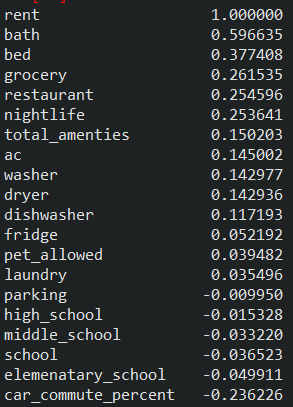 rent 1.000000
bath 0.596635
bed 0.377408
grocery 0.261535
restaurant 0.254596
nightlife 0.253641
total_amenties 0.150203
ac 0.145002
washer 0.142977
dryer 0.142936
dishwasher 0.117193
fridge 0.052192
pet_allowed 0.039482
laundry 0.035496
parking -0.009950
high_school -0.015328
middle_school -0.033220
school -0.036523
elemenatary_school -0.049911
car_commute_percent -0.236226